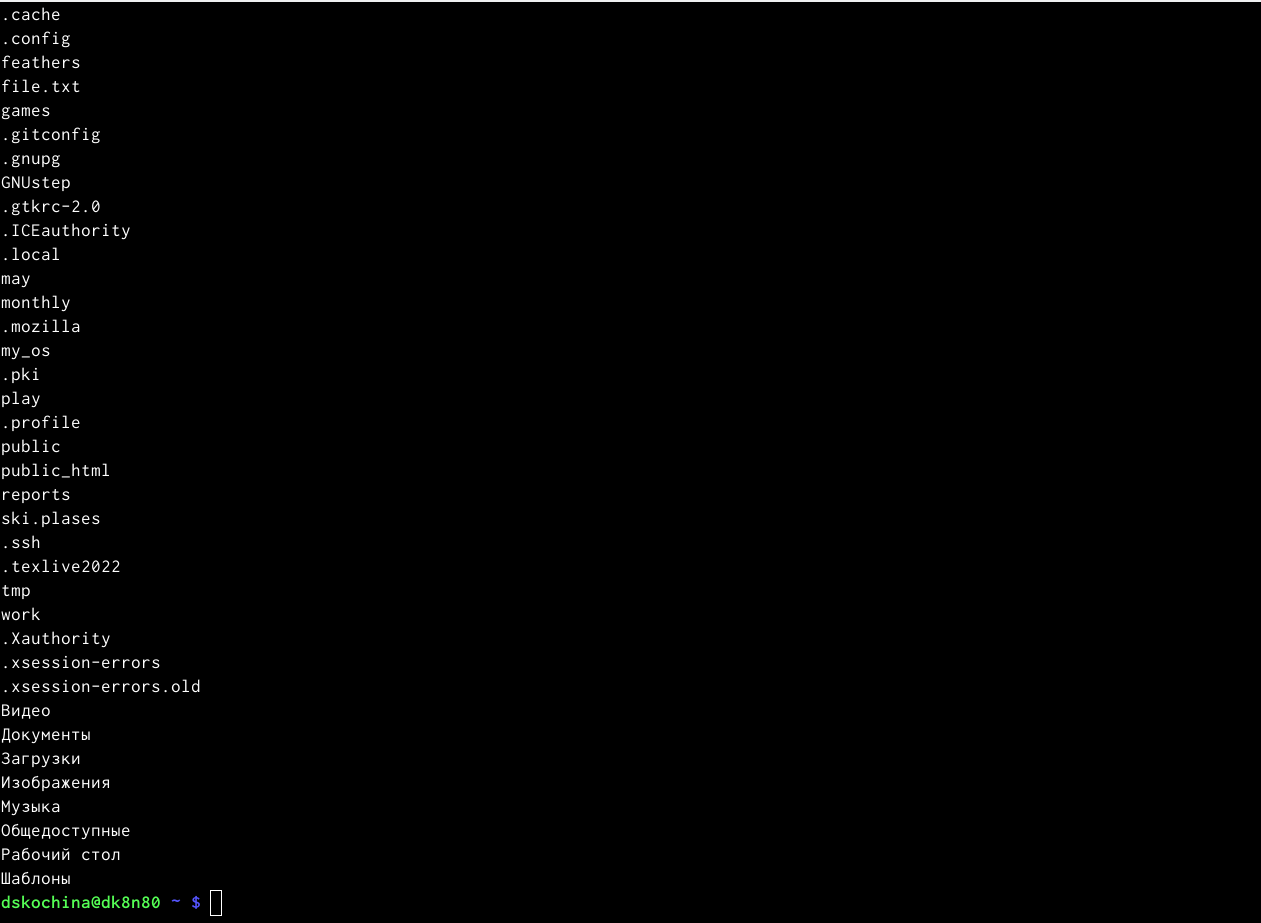 .cache
.config
feathers
file.txt
games
.gitconfig
.gnupg
GNUstep
.gtkrc-2.0
.ICEauthority
.local
may
monthly
.mozilla
my_os
.pki
play
.profile
public
public_html
reports
ski.plases
.ssh
.texlive2022
tmp
work
.Xauthority
.xsession-errors
.xsession-errors.old
Видео
Документы
Загрузки
Изображения
Музыка
Общедоступные
Рабочий стол
Шаблоны
dskochina@dk8n80 ~ $